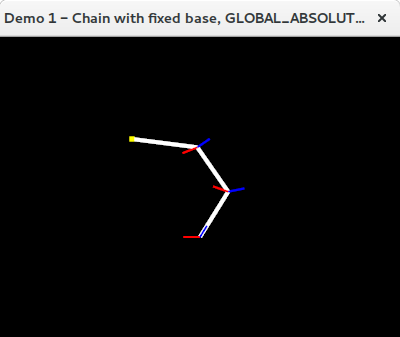 Demo 1 – Chain with fixed base, GLOBAL_ABSOLUT...